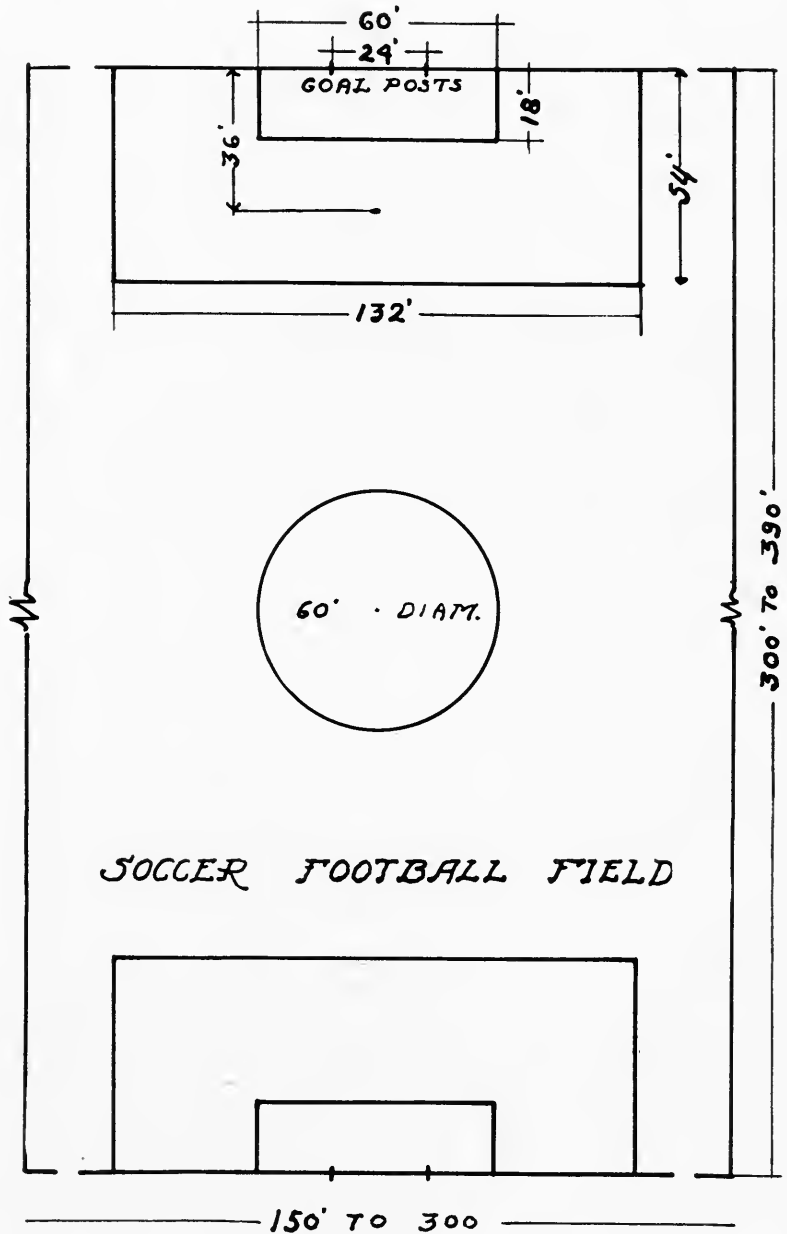 60'
24'
GOAL POSTS
18'
36'
54'
132'
60' · DIAM.
300' TO 390'
SOCCER FOOTBALL FIELD
150' TO 300